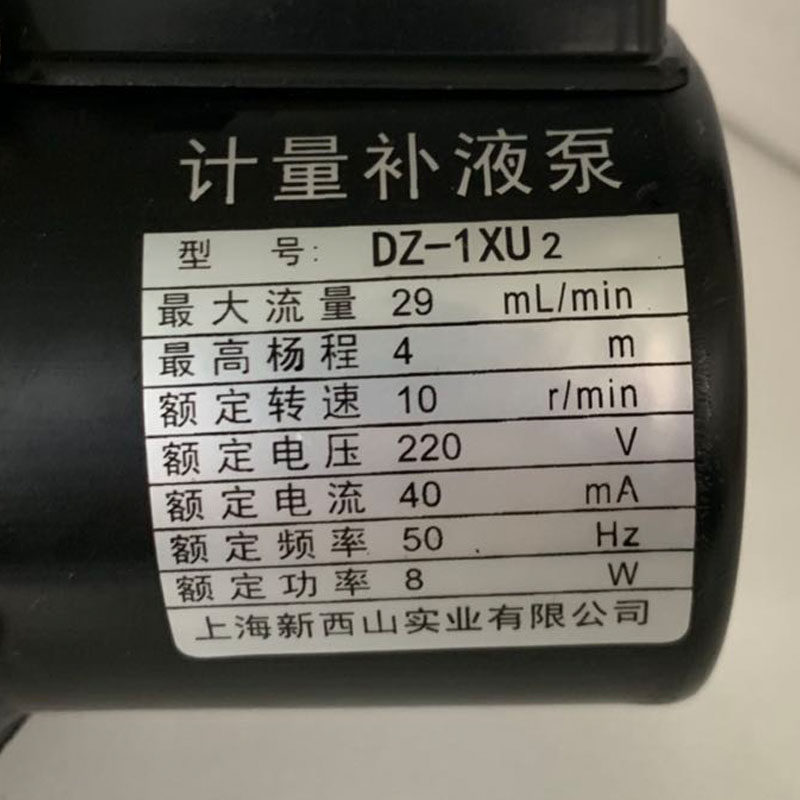 计量补液泵
型 号: DZ-1XU2
最大流量 29 mL/min
最高杨程 4 m
额定转速 10 r/min
额定电压 220 V
额定电流 40 mA
额定频率 50 Hz
额定功率 8 W
上海新西山实业有限公司